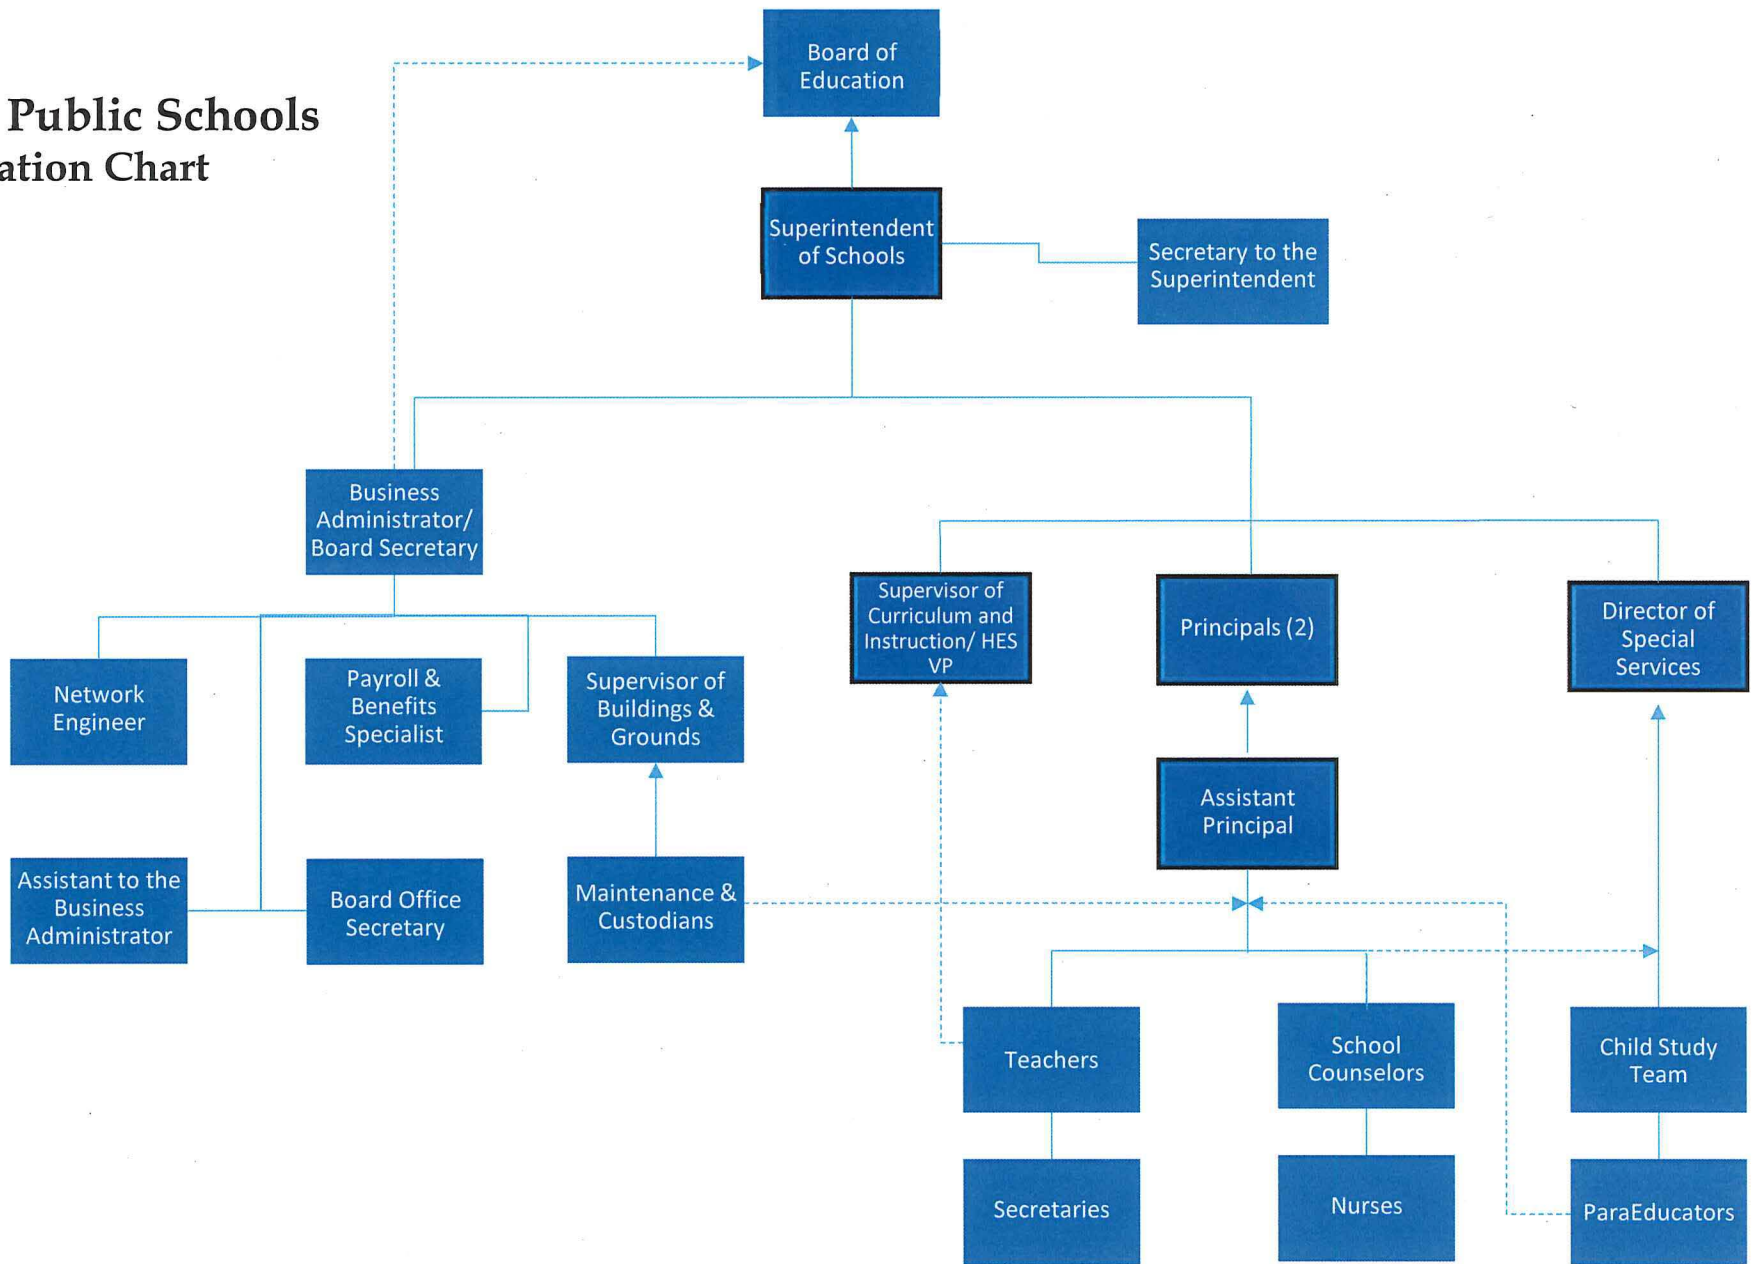 Public Schools
ation Chart
Board of
Education
Superintendent
of Schools
Secretary to the
Superintendent
Business
Administrator/
Board Secretary
Supervisor of
Curriculum and
Instruction/ HES
VP
Principals (2)
Director of
Special
Services
Network
Engineer
Payroll &
Benefits
Specialist
Supervisor of
Buildings &
Grounds
Assistant
Principal
Assistant to the
Business
Administrator
Board Office
Secretary
Maintenance &
Custodians
Teachers
School
Counselors
Child Study
Team
Secretaries
Nurses
ParaEducators